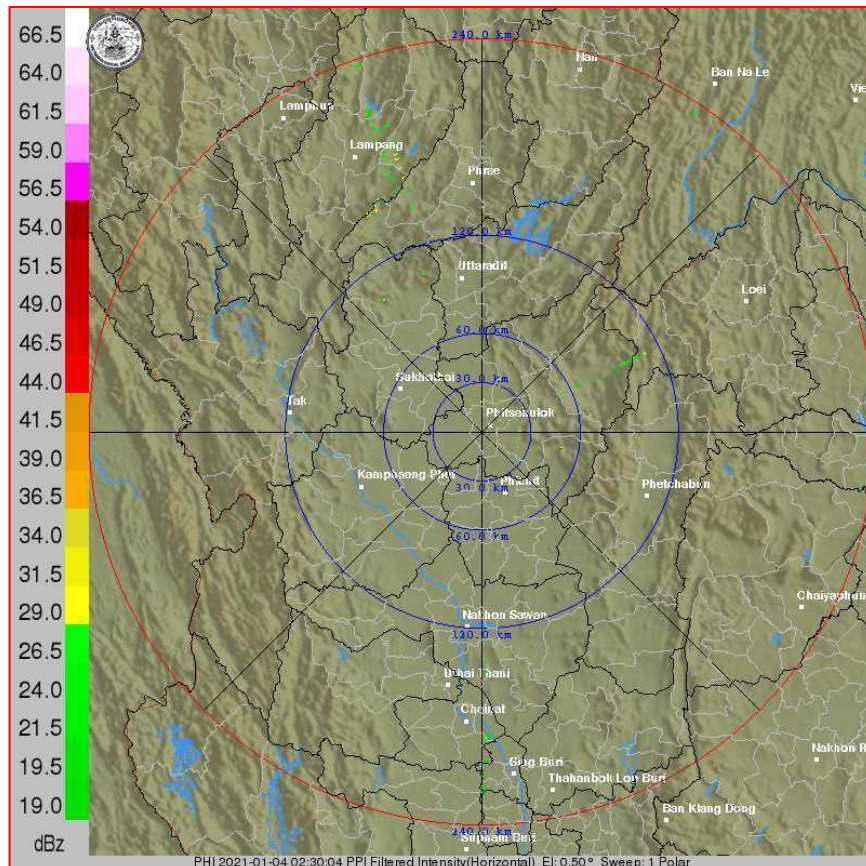 66.5
64.0
61.5
59.0
56.5
54.0
51.5
49.0
46.5
44.0
41.5
39.0
36.5
34.0
31.5
29.0
26.5
24.0
21.5
19.5
19.0
dBz
240.0 km
Nan
Ban Na Le
Vie
Lamphun
Lampang
Phrae
120.0 km
Uttaradit
Loei
60.0 km
30.0 km
Sukhothai
Tak
Phitsanulok
Kamphaeng Phet
Phichit
30.0 km
Phetchabun
60.0 km
Chaiyaphum
Nakhon Sawan
120.0 km
Uthai Thani
Chainat
Nakhon R
Sing Buri
Thahanbok Lop Buri
Ban Klang Dong
240.0 km
Suphan Buri
PHI 2021-01-04 02:30:04 PPI Filtered Intensity(Horizontal) El: 0.50° Sweep: 1 Polar